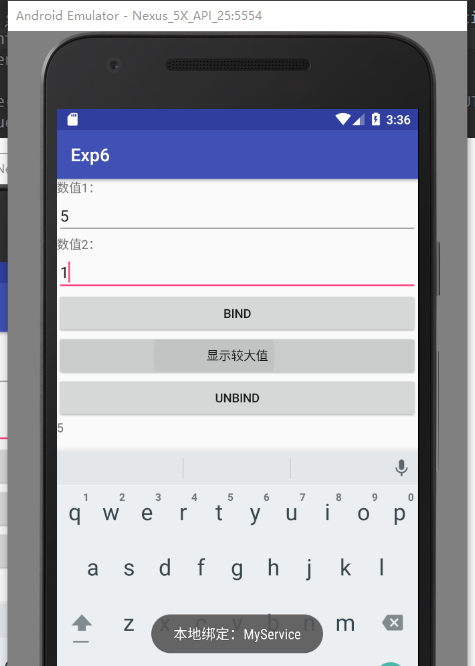 Android Emulator - Nexus_5X_API_25:5554
3:36
Exp6
数值1:
5
数值2:
1
BIND
显示较大值
UNBIND
5
1 2 3 4 5 6 7 8 9 0
q w e r t y u i o p
a s d f g h j k l
z x c v b n m
本地绑定: MyService